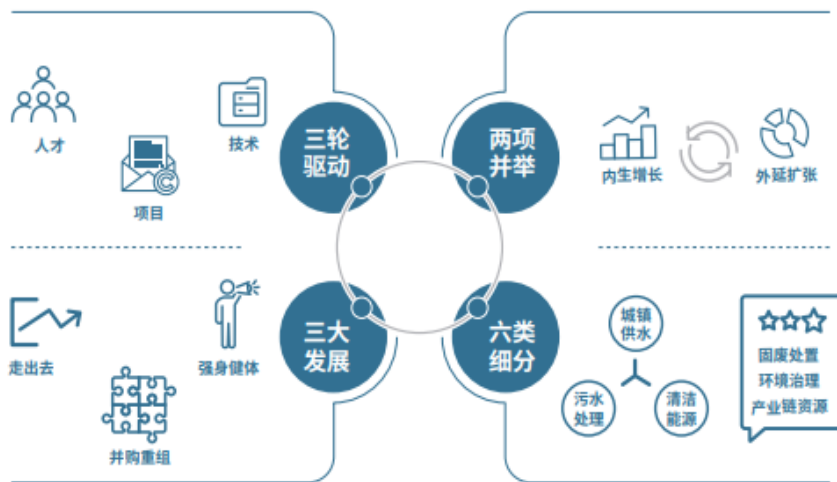 人才
项目
技术
三轮
驱动
两项
并举
内生增长
外延扩张
走出去
并购重组
强身健体
三大
发展
六类
细分
城镇
供水
污水
处理
清洁
能源
固废处置
环境治理
产业链资源